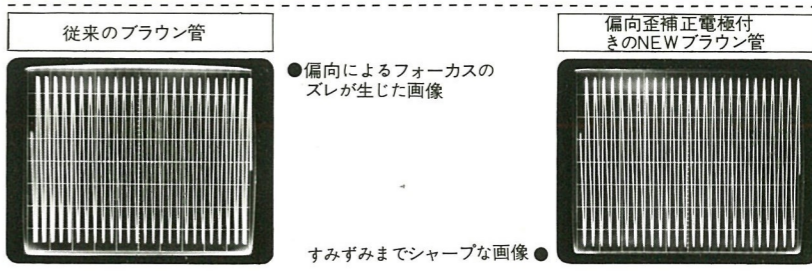 従来のブラウン管
●偏向によるフォーカスの
ズレが生じた画像
偏向歪補正電極付
きのNEWブラウン管
すみずみまでシャープな画像●